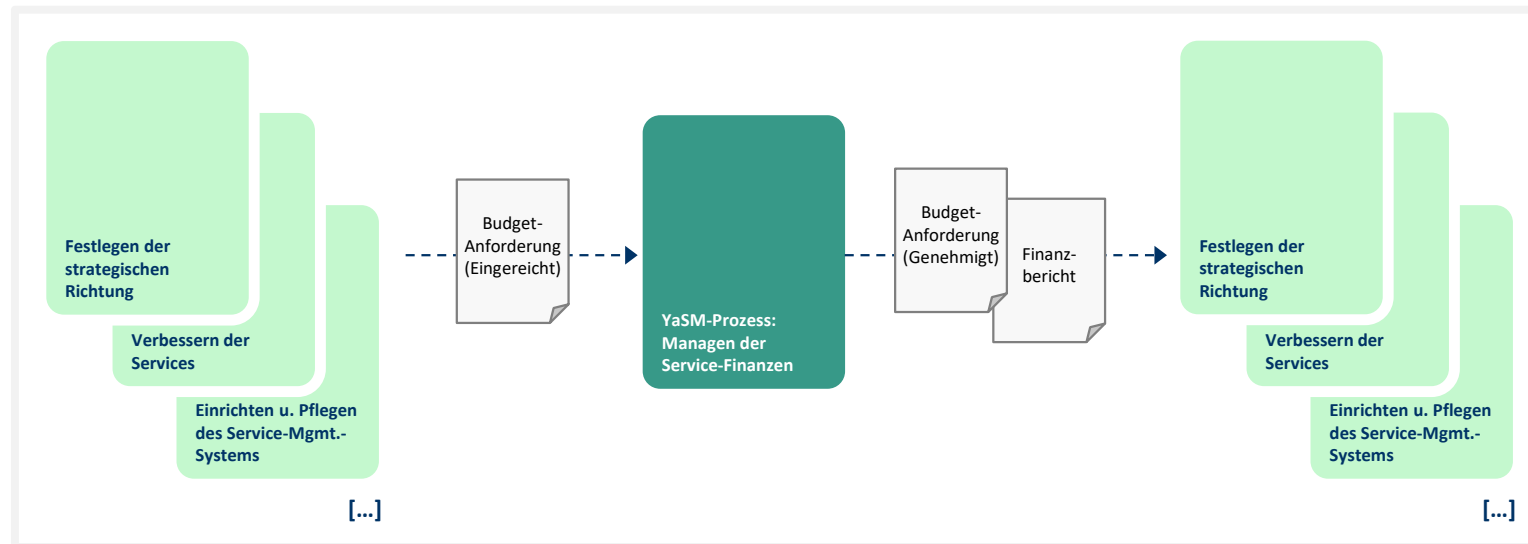 Festlegen der
strategischen
Richtung
Verbessern der
Services
Einrichten u. Pflegen
des Service-Mgmt.-
Systems
[...]
Budget-
Anforderung
(Eingereicht)
YaSM-Prozess:
Managen der
Service-Finanzen
Budget-
Anforderung
(Genehmigt)
Finanz-
bericht
Festlegen der
strategischen
Richtung
Verbessern der
Services
Einrichten u. Pflegen
des Service-Mgmt.-
Systems
[...]